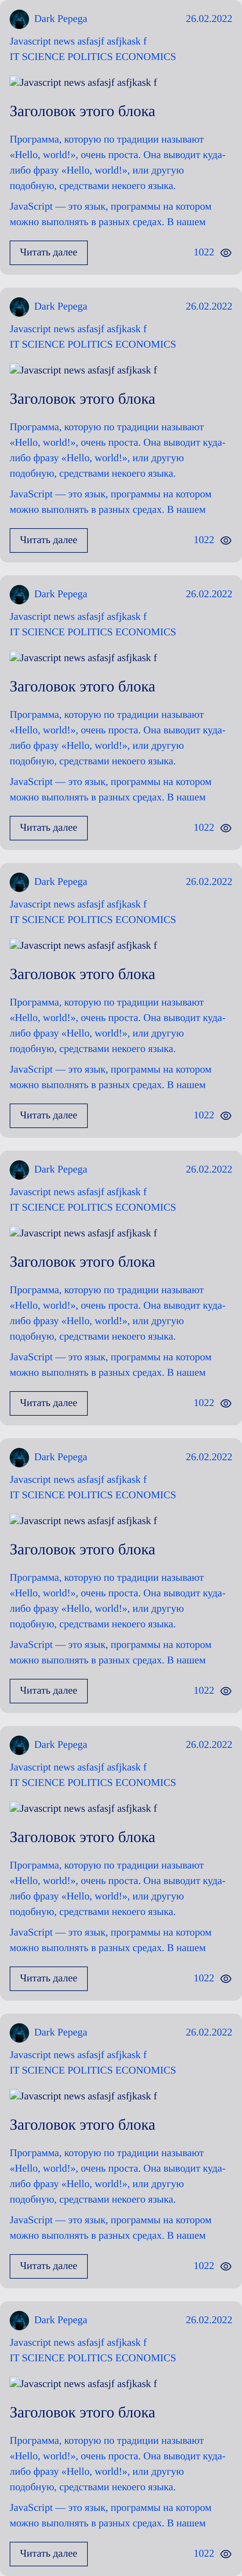 Dark Pepega 26.02.2022
Javascript news asfasjf asfjkask f
IT SCIENCE POLITICS ECONOMICS
Javascript news asfasjf asfjkask f
Заголовок этого блока
Программа, которую по традиции называют
«Hello, world!», очень проста. Она выводит куда-
либо фразу «Hello, world!», или другую
подобную, средствами некоего языка.
JavaScript — это язык, программы на котором
можно выполнять в разных средах. В нашем
Читать далее 1022
Dark Pepega 26.02.2022
Javascript news asfasjf asfjkask f
IT SCIENCE POLITICS ECONOMICS
Javascript news asfasjf asfjkask f
Заголовок этого блока
Программа, которую по традиции называют
«Hello, world!», очень проста. Она выводит куда-
либо фразу «Hello, world!», или другую
подобную, средствами некоего языка.
JavaScript — это язык, программы на котором
можно выполнять в разных средах. В нашем
Читать далее 1022
Dark Pepega 26.02.2022
Javascript news asfasjf asfjkask f
IT SCIENCE POLITICS ECONOMICS
Javascript news asfasjf asfjkask f
Заголовок этого блока
Программа, которую по традиции называют
«Hello, world!», очень проста. Она выводит куда-
либо фразу «Hello, world!», или другую
подобную, средствами некоего языка.
JavaScript — это язык, программы на котором
можно выполнять в разных средах. В нашем
Читать далее 1022
Dark Pepega 26.02.2022
Javascript news asfasjf asfjkask f
IT SCIENCE POLITICS ECONOMICS
Javascript news asfasjf asfjkask f
Заголовок этого блока
Программа, которую по традиции называют
«Hello, world!», очень проста. Она выводит куда-
либо фразу «Hello, world!», или другую
подобную, средствами некоего языка.
JavaScript — это язык, программы на котором
можно выполнять в разных средах. В нашем
Читать далее 1022
Dark Pepega 26.02.2022
Javascript news asfasjf asfjkask f
IT SCIENCE POLITICS ECONOMICS
Javascript news asfasjf asfjkask f
Заголовок этого блока
Программа, которую по традиции называют
«Hello, world!», очень проста. Она выводит куда-
либо фразу «Hello, world!», или другую
подобную, средствами некоего языка.
JavaScript — это язык, программы на котором
можно выполнять в разных средах. В нашем
Читать далее 1022
Dark Pepega 26.02.2022
Javascript news asfasjf asfjkask f
IT SCIENCE POLITICS ECONOMICS
Javascript news asfasjf asfjkask f
Заголовок этого блока
Программа, которую по традиции называют
«Hello, world!», очень проста. Она выводит куда-
либо фразу «Hello, world!», или другую
подобную, средствами некоего языка.
JavaScript — это язык, программы на котором
можно выполнять в разных средах. В нашем
Читать далее 1022
Dark Pepega 26.02.2022
Javascript news asfasjf asfjkask f
IT SCIENCE POLITICS ECONOMICS
Javascript news asfasjf asfjkask f
Заголовок этого блока
Программа, которую по традиции называют
«Hello, world!», очень проста. Она выводит куда-
либо фразу «Hello, world!», или другую
подобную, средствами некоего языка.
JavaScript — это язык, программы на котором
можно выполнять в разных средах. В нашем
Читать далее 1022
Dark Pepega 26.02.2022
Javascript news asfasjf asfjkask f
IT SCIENCE POLITICS ECONOMICS
Javascript news asfasjf asfjkask f
Заголовок этого блока
Программа, которую по традиции называют
«Hello, world!», очень проста. Она выводит куда-
либо фразу «Hello, world!», или другую
подобную, средствами некоего языка.
JavaScript — это язык, программы на котором
можно выполнять в разных средах. В нашем
Читать далее 1022
Dark Pepega 26.02.2022
Javascript news asfasjf asfjkask f
IT SCIENCE POLITICS ECONOMICS
Javascript news asfasjf asfjkask f
Заголовок этого блока
Программа, которую по традиции называют
«Hello, world!», очень проста. Она выводит куда-
либо фразу «Hello, world!», или другую
подобную, средствами некоего языка.
JavaScript — это язык, программы на котором
можно выполнять в разных средах. В нашем
Читать далее 1022